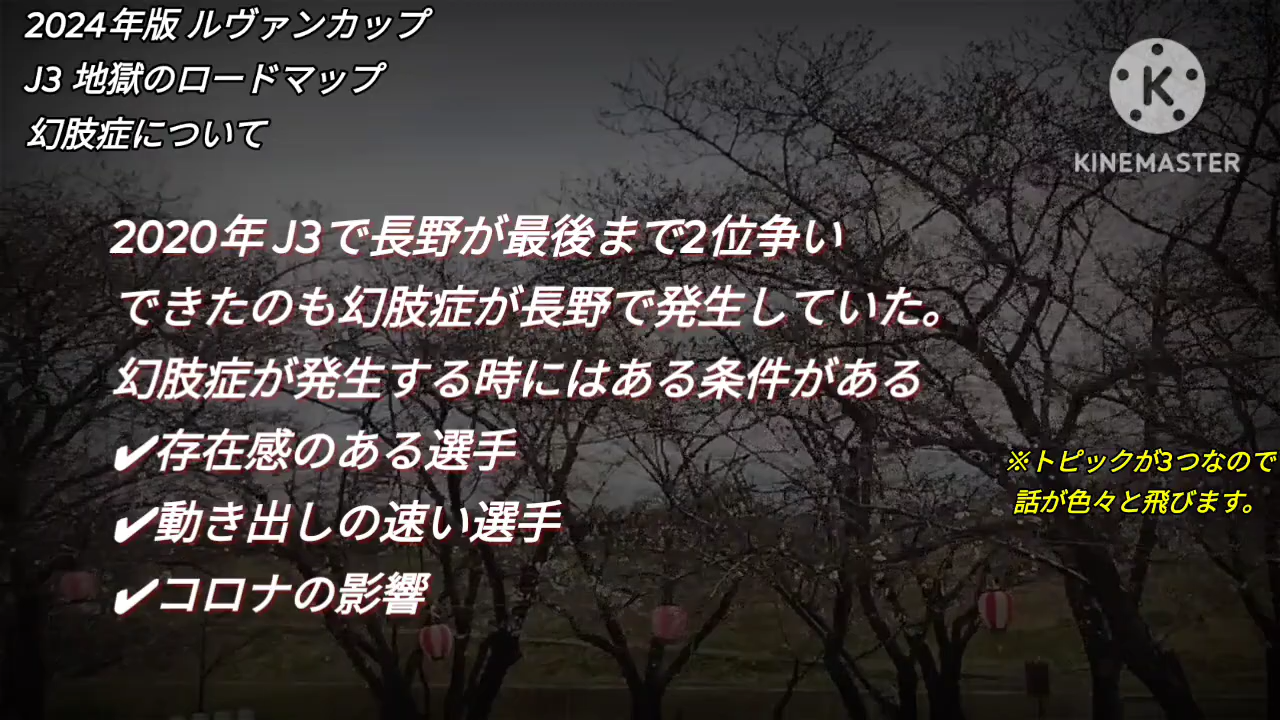 2024年版 ルヴァンカップ
J3 地獄のロードマップ
幻肢症について
KINEMASTER
2020年 J3で長野が最後まで2位争い
できたのも幻肢症が長野で発生していた。
幻肢症が発生する時にはある条件がある
✔存在感のある選手
✔動き出しの速い選手
✔コロナの影響
※トピックが3つなので
話が色々と飛びます。